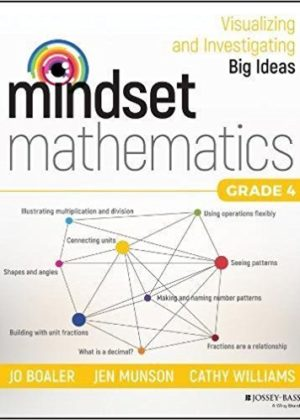 Visualizing
and Investigating
Big Ideas
mindset
mathematics
GRADE 4
Illustrating multiplication and division
Using operations flexibly
Connecting units
Shapes and angles
Seeing patterns
Making and naming number patterns
Building with unit fractions
What is a decimal?
Fractions are a relationship
JO BOALER JEN MUNSON CATHY WILLIAMS
JOSSEY-BASS
A Wiley Brand